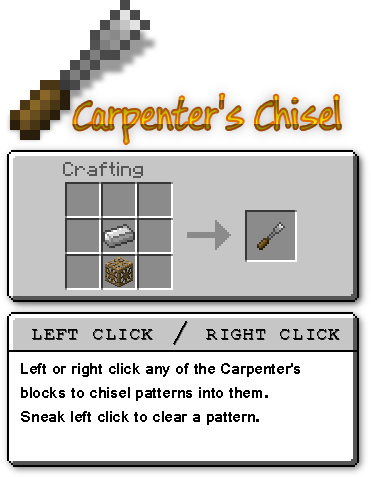 Carpenter's Chisel
Crafting
LEFT CLICK / RIGHT CLICK
Left or right click any of the Carpenter's
blocks to chisel patterns into them.
Sneak left click to clear a pattern.